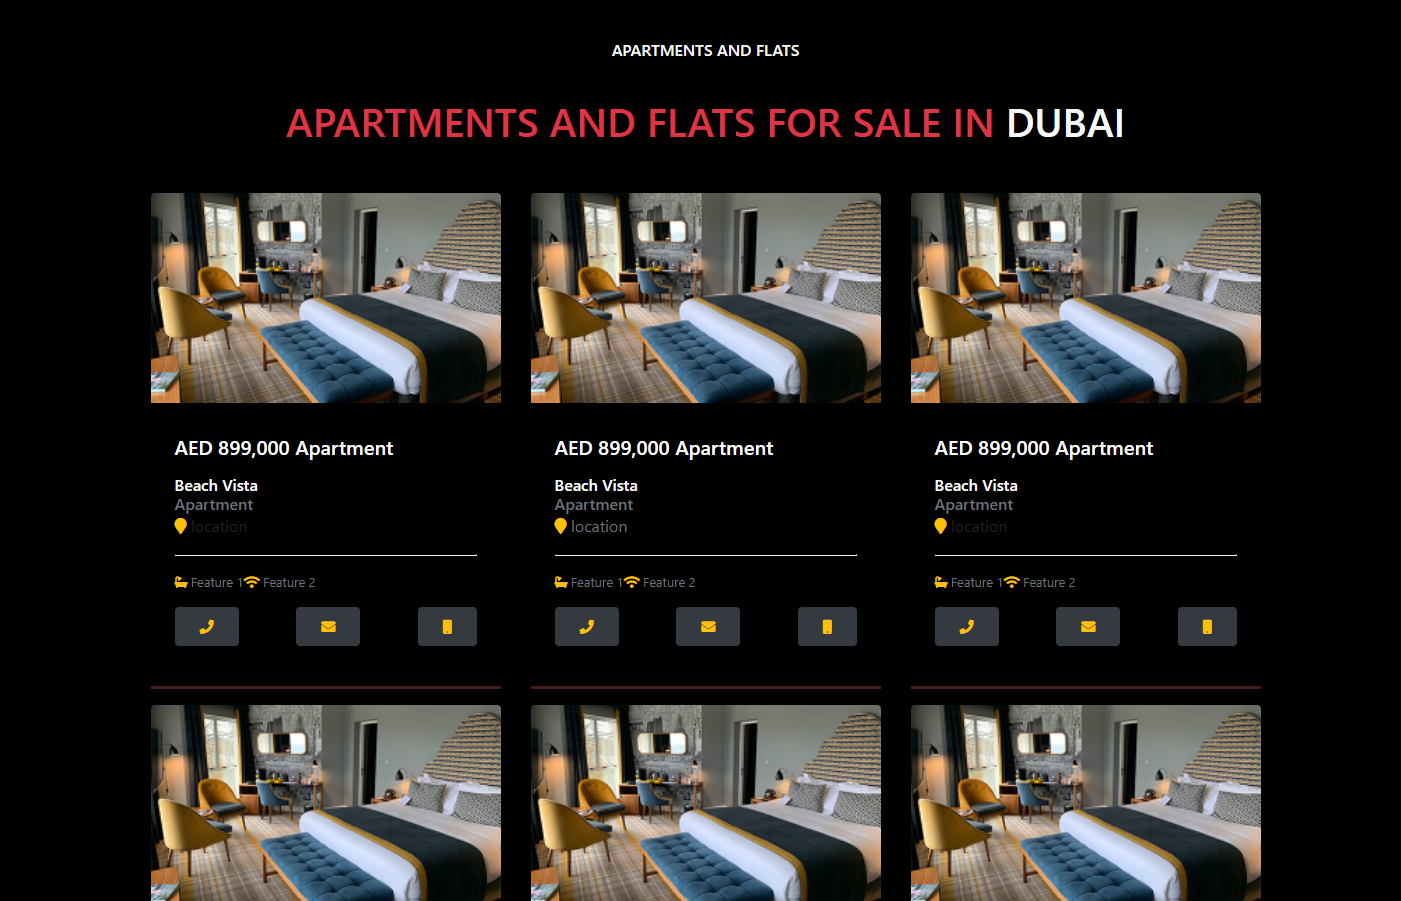 APARTMENTS AND FLATS
APARTMENTS AND FLATS FOR SALE IN DUBAI
AED 899,000 Apartment
Beach Vista
Apartment
location
Feature 1 Feature 2
AED 899,000 Apartment
Beach Vista
Apartment
location
Feature 1 Feature 2
AED 899,000 Apartment
Beach Vista
Apartment
location
Feature 1 Feature 2